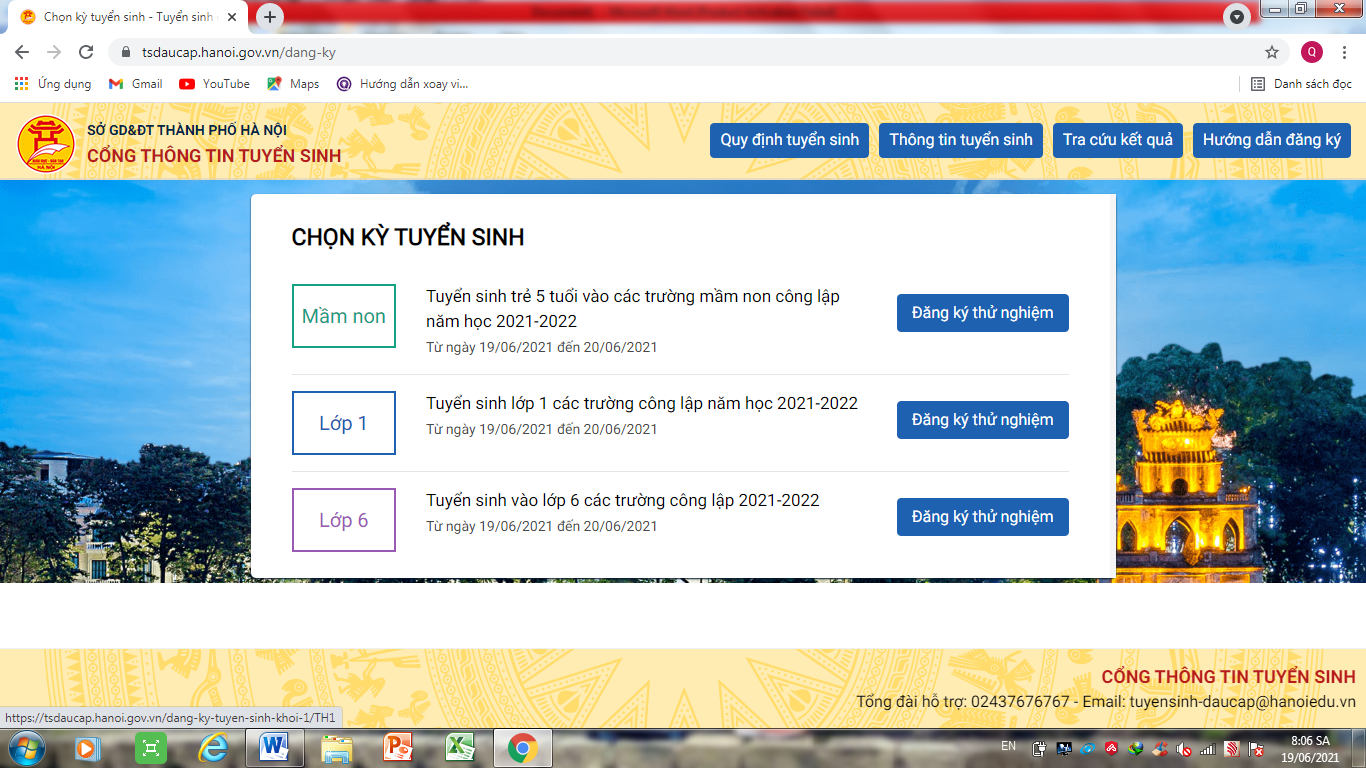 Chọn kỳ tuyển sinh - Tuyển sinh
tsdaucap.hanoi.gov.vn/dang-ky
Q
Ứng dụng
Gmail
YouTube
Maps
Hướng dẫn xoay vi...
Danh sách đọc
SỞ GD&ĐT THÀNH PHỐ HÀ NỘI
CỔNG THÔNG TIN TUYỂN SINH
Quy định tuyển sinh
Thông tin tuyển sinh
Tra cứu kết quả
Hướng dẫn đăng ký
CHỌN KỲ TUYỂN SINH
Mầm non
Tuyển sinh trẻ 5 tuổi vào các trường mầm non công lập
năm học 2021-2022
Từ ngày 19/06/2021 đến 20/06/2021
Đăng ký thử nghiệm
Lớp 1
Tuyển sinh lớp 1 các trường công lập năm học 2021-2022
Từ ngày 19/06/2021 đến 20/06/2021
Đăng ký thử nghiệm
Lớp 6
Tuyển sinh vào lớp 6 các trường công lập 2021-2022
Từ ngày 19/06/2021 đến 20/06/2021
Đăng ký thử nghiệm
CỔNG THÔNG TIN TUYỂN SINH
Tổng đài hỗ trợ: 02437676767 - Email: tuyensinh-daucap@hanoiedu.vn
https://tsdaucap.hanoi.gov.vn/dang-ky-tuyen-sinh-khoi-1/TH1
EN
8:06 SA
19/06/2021